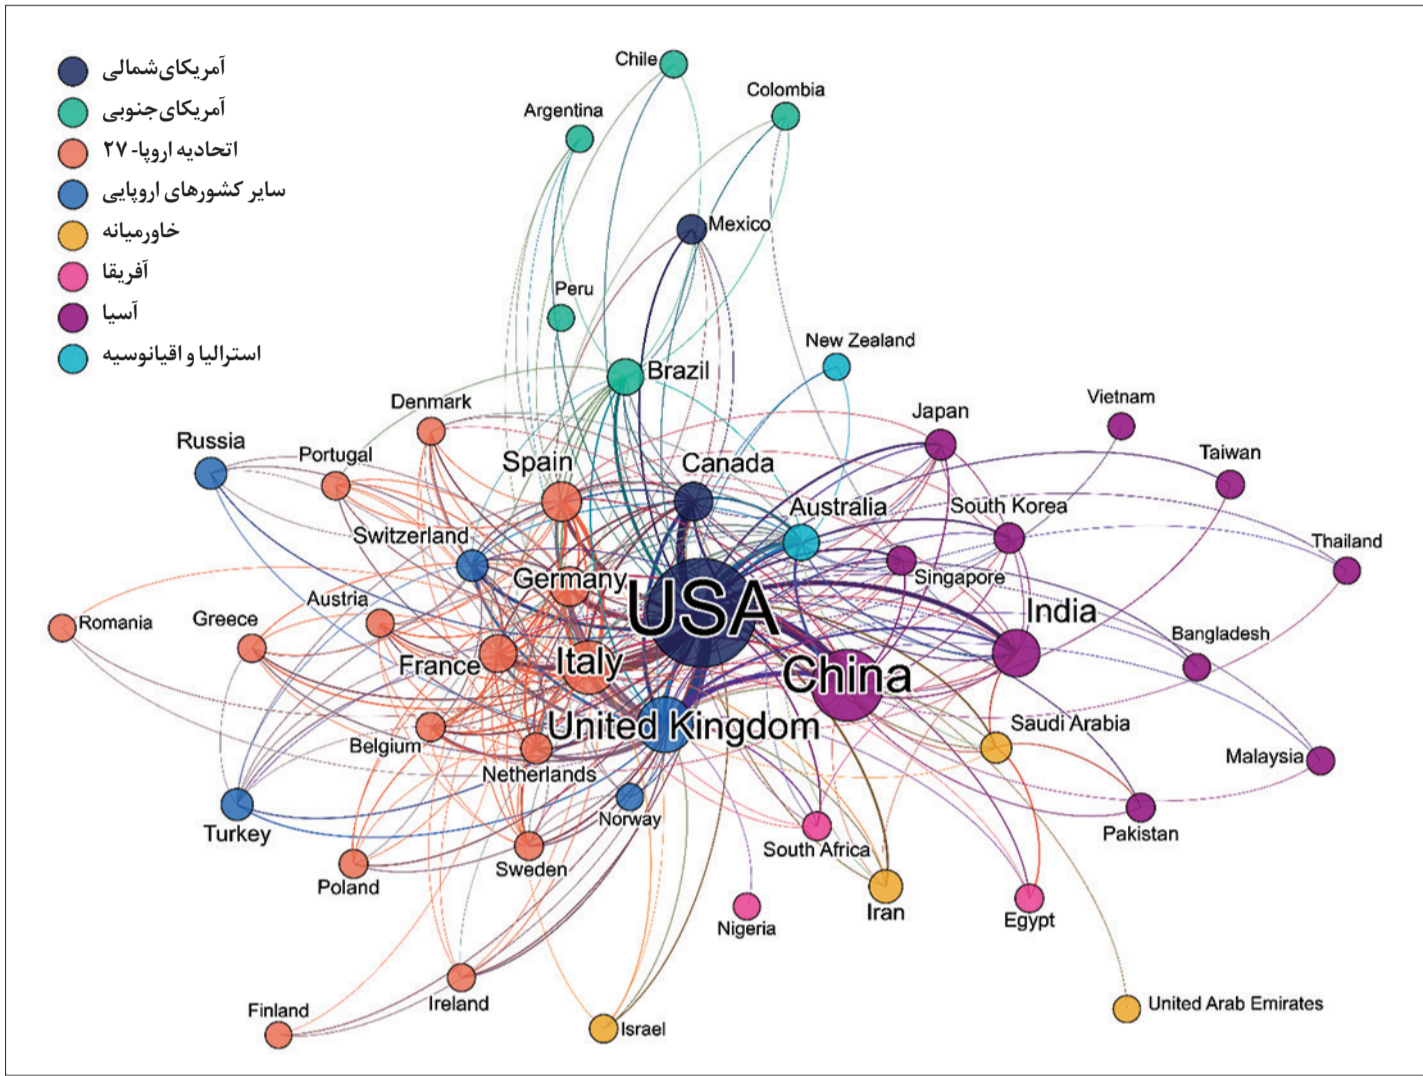 آمریکای‌شمالی
آمریکای‌جنوبی
اتحادیه اروپا- ۲۷
سایر کشورهای اروپایی
خاورمیانه
آفریقا
آسیا
استرالیا و اقیانوسیه
Chile
Colombia
Argentina
Mexico
Peru
New Zealand
Brazil
Vietnam
Denmark
Japan
Russia
Portugal
Spain
Canada
Taiwan
Switzerland
Australia
South Korea
Thailand
Germany
Singapore
USA
Austria
Romania
Greece
India
Bangladesh
France
Italy
China
United Kingdom
Saudi Arabia
Belgium
Malaysia
Netherlands
Norway
Turkey
Pakistan
South Africa
Sweden
Poland
Iran
Egypt
Nigeria
Ireland
Finland
Israel
United Arab Emirates